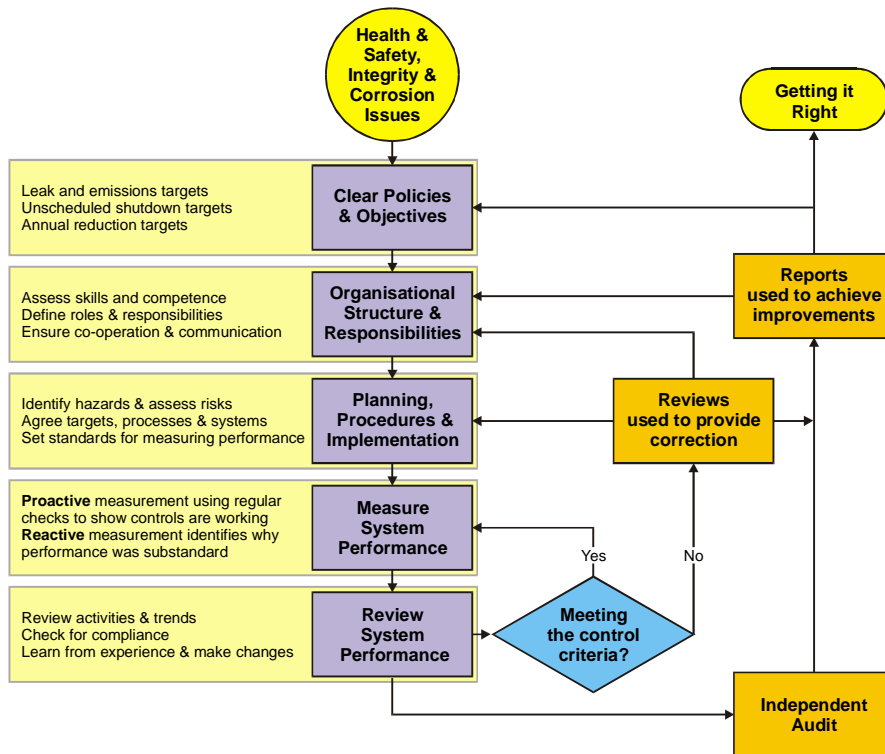 Health &
Safety,
Integrity &
Corrosion
Issues
Getting it
Right
Leak and emissions targets
Unscheduled shutdown targets
Annual reduction targets
Clear Policies
& Objectives
Assess skills and competence
Define roles & responsibilities
Ensure co-operation & communication
Organisational
Structure &
Responsibilities
Reports
used to achieve
improvements
Identify hazards & assess risks
Agree targets, processes & systems
Set standards for measuring performance
Planning,
Procedures &
Implementation
Reviews
used to provide
correction
Proactive measurement using regular
checks to show controls are working
Reactive measurement identifies why
performance was substandard
Measure
System
Performance
Yes
No
Review activities & trends
Check for compliance
Learn from experience & make changes
Review
System
Performance
Meeting
the control
criteria?
Independent
Audit